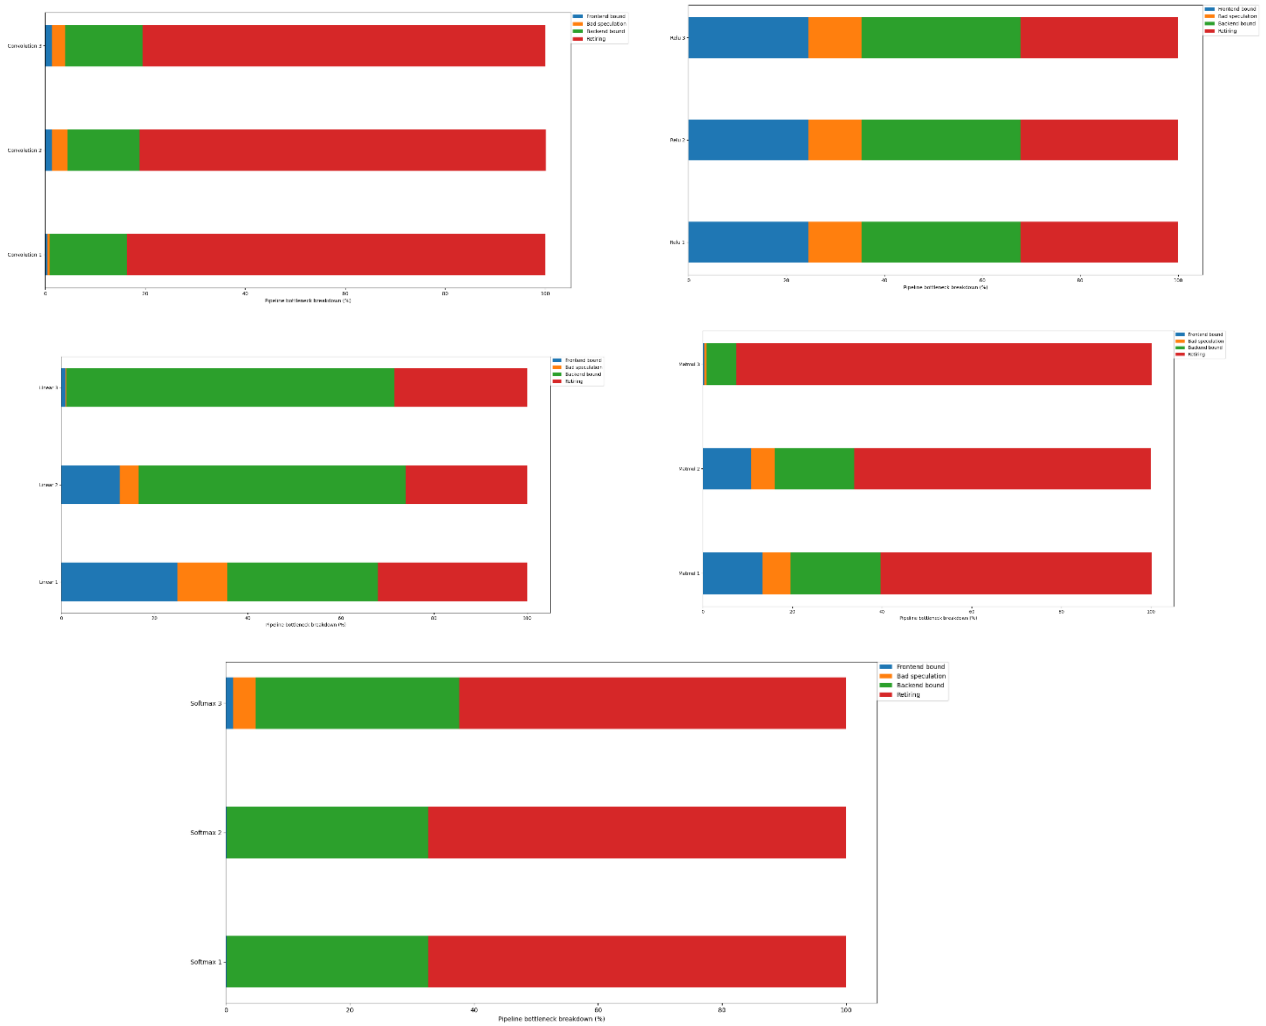 Frontend bound
Bad speculation
Backend bound
Retiring
Convolution 3
Convolution 2
Convolution 1
0 20 40 60 80 100
Pipeline bottleneck breakdown (%)
Frontend bound
Bad speculation
Backend bound
Retiring
Relu 3
Relu 2
Relu 1
0 20 40 60 80 100
Pipeline bottleneck breakdown (%)
Frontend bound
Bad speculation
Backend bound
Retiring
Linear 3
Linear 2
Linear 1
0 20 40 60 80 100
Pipeline bottleneck breakdown (%)
Frontend bound
Bad speculation
Backend bound
Retiring
Matmul 3
Matmul 2
Matmul 1
0 20 40 60 80 100
Pipeline bottleneck breakdown (%)
Frontend bound
Bad speculation
Backend bound
Retiring
Softmax 3
Softmax 2
Softmax 1
0 20 40 60 80 100
Pipeline bottleneck breakdown (%)